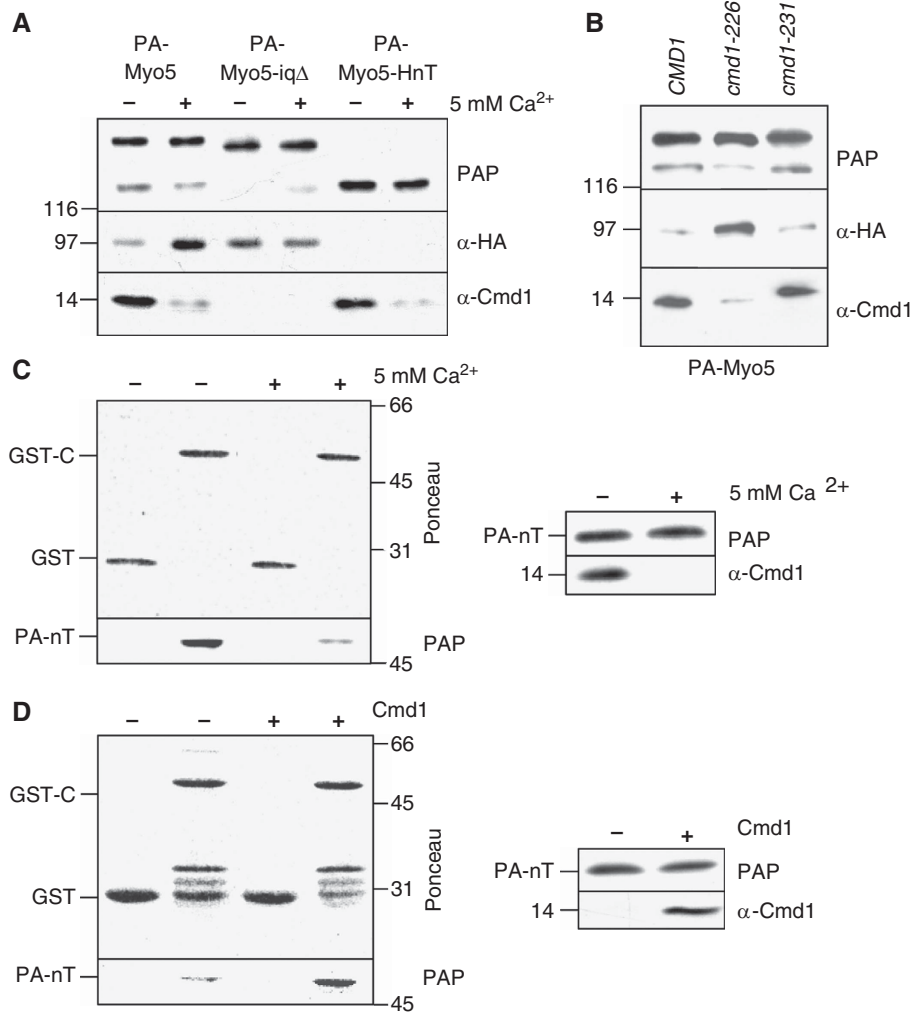 A
PA-
Myo5
PA-
Myo5-iqΔ
PA-
Myo5-HnT
– + – + – + 5 mM Ca2+
PAP
116
97
α-HA
14
α-Cmd1
B
CMD1
cmd1-226
cmd1-231
PAP
116
97
α-HA
14
α-Cmd1
PA-Myo5
C
– – + + 5 mM Ca2+
66
GST-C
45
Ponceau
31
GST
PA-nT
PAP
45
– + 5 mM Ca 2+
PA-nT
PAP
14
α-Cmd1
D
– – + + Cmd1
66
GST-C
45
Ponceau
31
GST
PA-nT
PAP
45
– + Cmd1
PA-nT
PAP
14
α-Cmd1